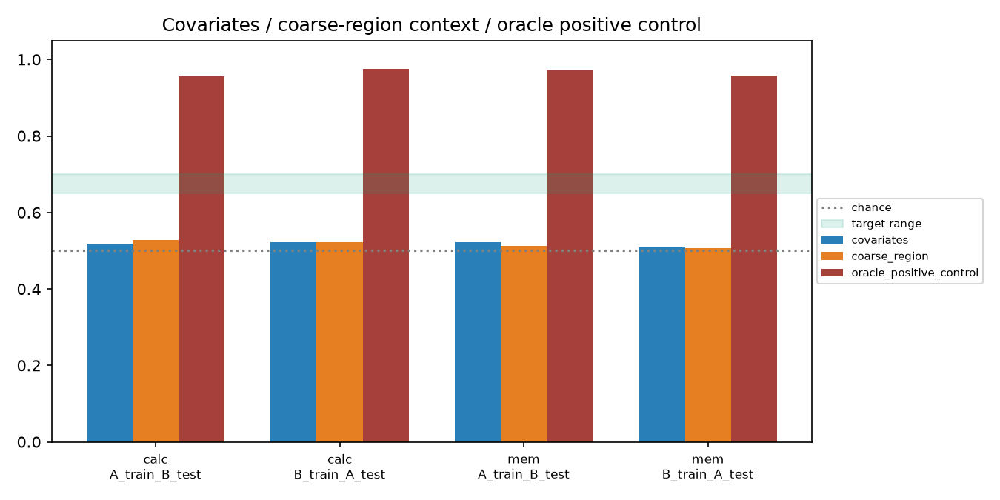 Covariates / coarse-region context / oracle positive control
1.0
0.8
0.6
0.4
0.2
0.0
chance
target range
covariates
coarse_region
oracle_positive_control
calc
A_train_B_test
calc
B_train_A_test
mem
A_train_B_test
mem
B_train_A_test